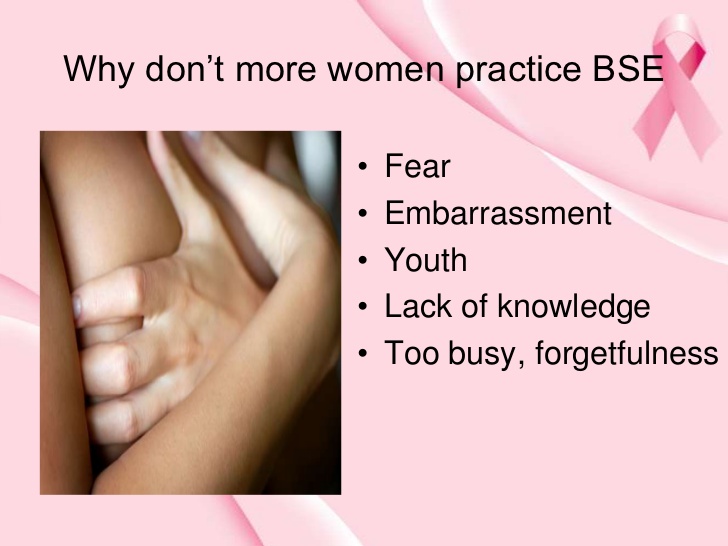 Why don’t more women practice BSE
• Fear
• Embarrassment
• Youth
• Lack of knowledge
• Too busy, forgetfulness